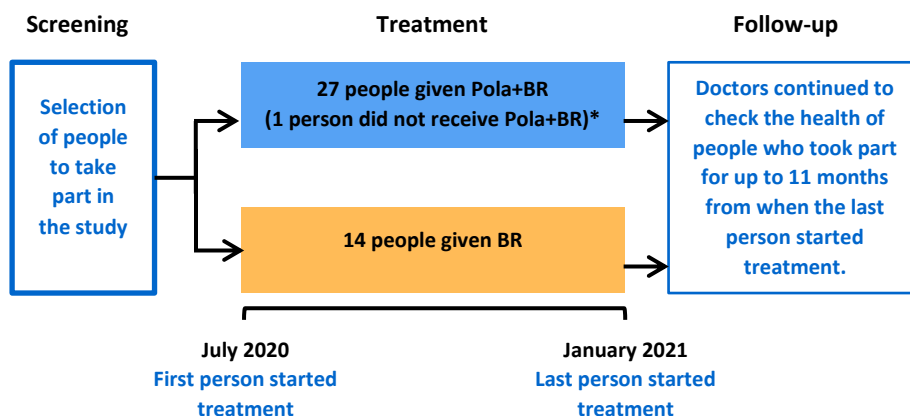 Screening
Treatment
Follow-up
Selection
of people
to take
part in
the study
27 people given Pola+BR
(1 person did not receive Pola+BR)*
14 people given BR
Doctors continued to
check the health of
people who took part
for up to 11 months
from when the last
person started
treatment.
July 2020
First person started
treatment
January 2021
Last person started
treatment